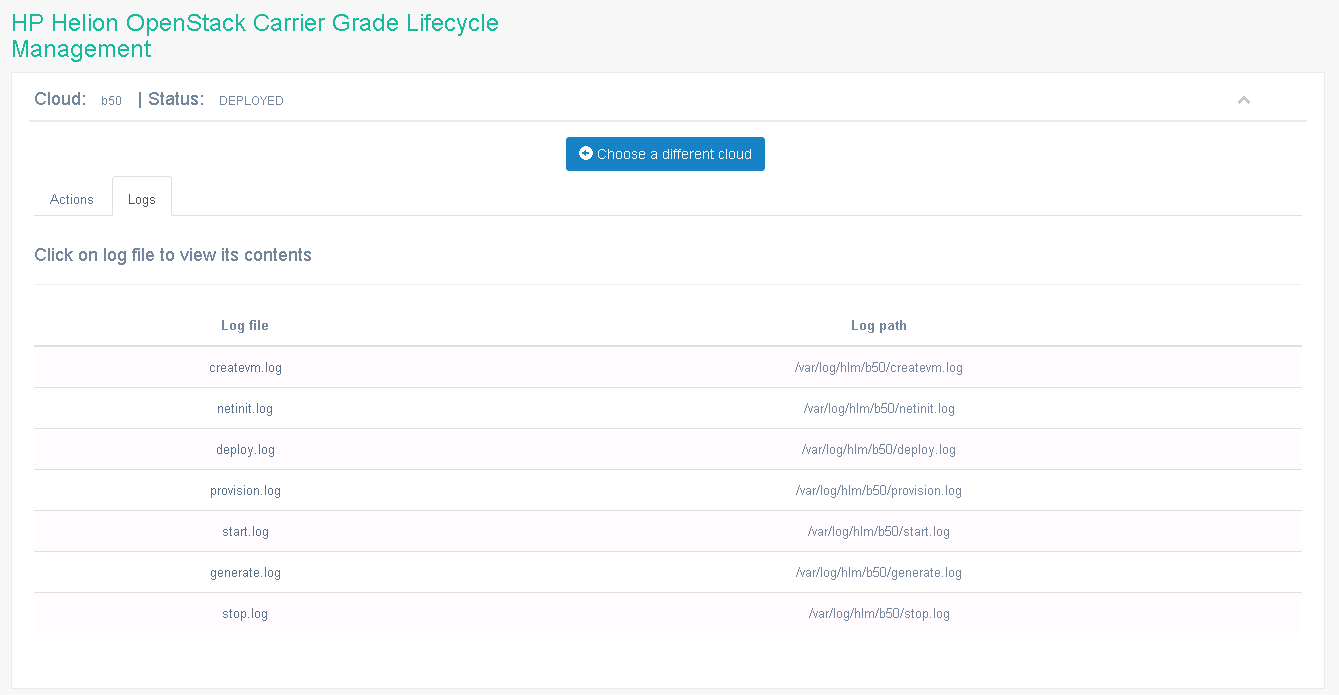 HP Helion OpenStack Carrier Grade Lifecycle
Management
Cloud: b50 | Status: DEPLOYED
Choose a different cloud
Actions Logs
Click on log file to view its contents
Log file Log path
createvm.log /var/log/hlm/b50/createvm.log
netinit.log /var/log/hlm/b50/netinit.log
deploy.log /var/log/hlm/b50/deploy.log
provision.log /var/log/hlm/b50/provision.log
start.log /var/log/hlm/b50/start.log
generate.log /var/log/hlm/b50/generate.log
stop.log /var/log/hlm/b50/stop.log